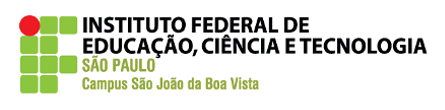 INSTITUTO FEDERAL DE
EDUCAÇÃO, CIÊNCIA E TECNOLOGIA
SÃO PAULO
Campus São João da Boa Vista